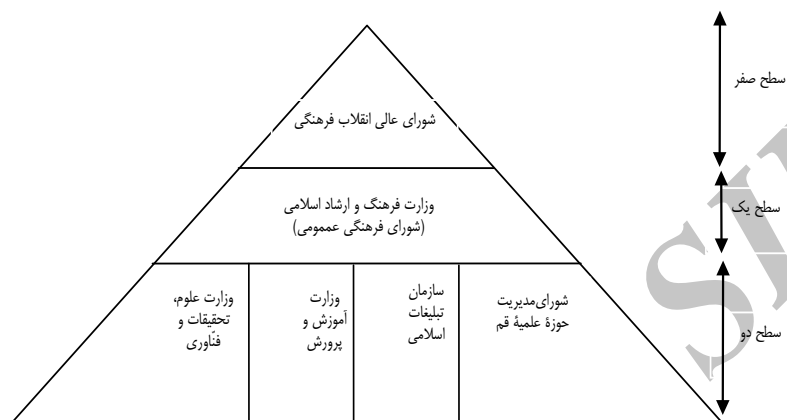 شورای عالی انقلاب فرهنگی
سطح صفر
وزارت فرهنگ و ارشاد اسلامی
(شورای فرهنگی عممومی)
سطح یک
شورای‌مدیریت
حوزهٔ علمیهٔ قم
سازمان
تبلیغات
اسلامی
وزارت
آموزش و
پرورش
وزارت علوم،
تحقیقات و
فنّاوری
سطح دو